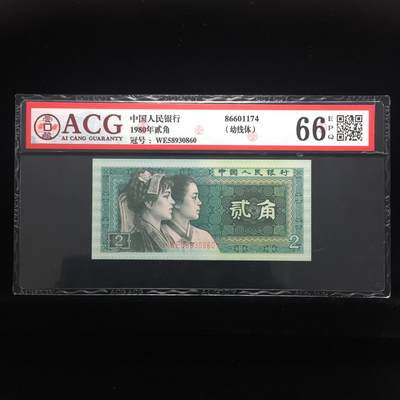 ACG
AI CANG GUARANTY
中国人民银行
1980年贰角
冠号: WES8930860
86601174
(幼线体)
66 EPQ
中国人民银行
贰角
WES8930860
2
2